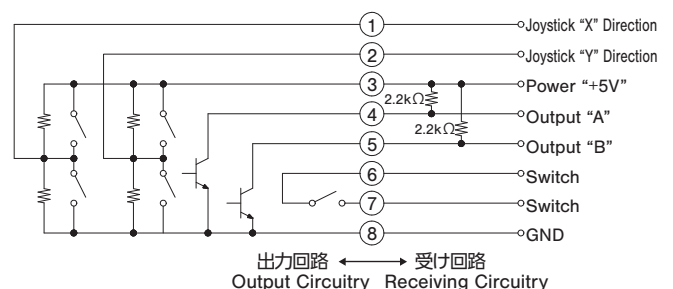 1 Joystick “X” Direction
2 Joystick “Y” Direction
3 Power “+5V”
2.2kΩ
4 Output “A”
2.2kΩ
5 Output “B”
6 Switch
7 Switch
8 GND
出力回路 受け回路
Output Circuitry Receiving Circuitry